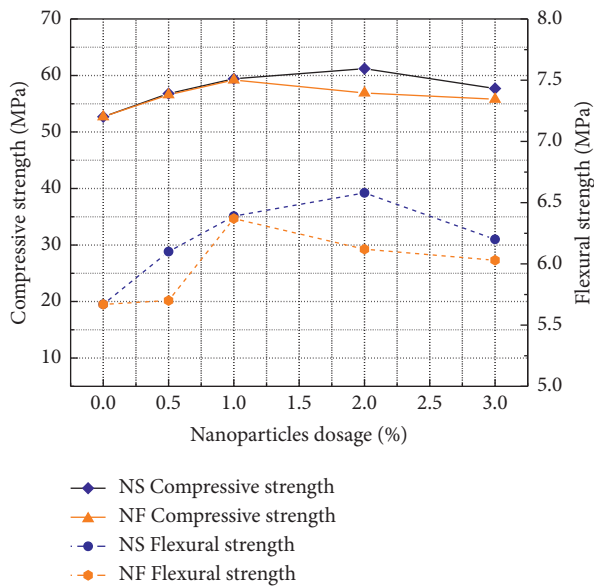 70
60
50
40
30
20
10
Compressive strength (MPa)
8.0
7.5
7.0
6.5
6.0
5.5
5.0
Flexural strength (MPa)
0.0 0.5 1.0 1.5 2.0 2.5 3.0
Nanoparticles dosage (%)
NS Compressive strength
NF Compressive strength
NS Flexural strength
NF Flexural strength